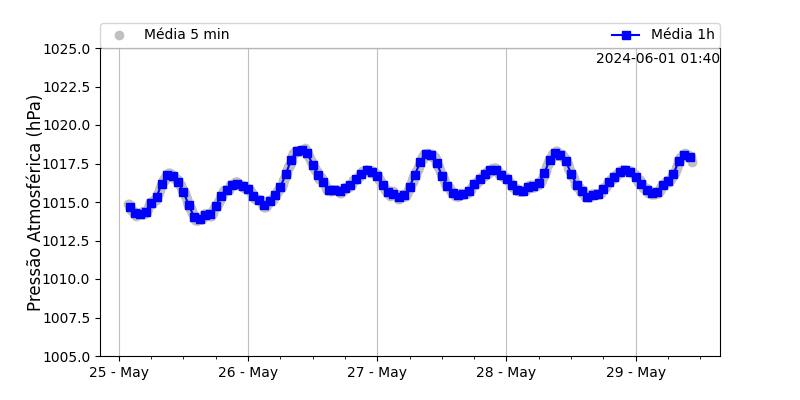 Média 5 min
Média 1h
2024-06-01 01:40
Pressão Atmosférica (hPa)
1025.0
1022.5
1020.0
1017.5
1015.0
1012.5
1010.0
1007.5
1005.0
25 - May
26 - May
27 - May
28 - May
29 - May